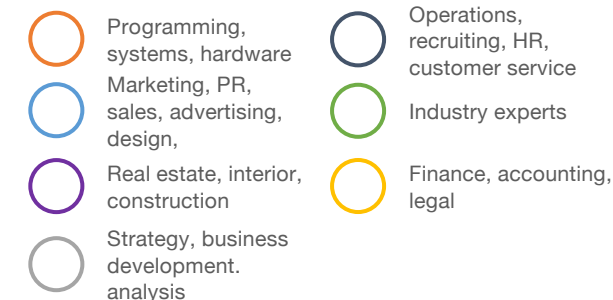 Programming,
systems, hardware
Marketing, PR,
sales, advertising,
design,
Real estate, interior,
construction
Strategy, business
development.
analysis
Operations,
recruiting, HR,
customer service
Industry experts
Finance, accounting,
legal